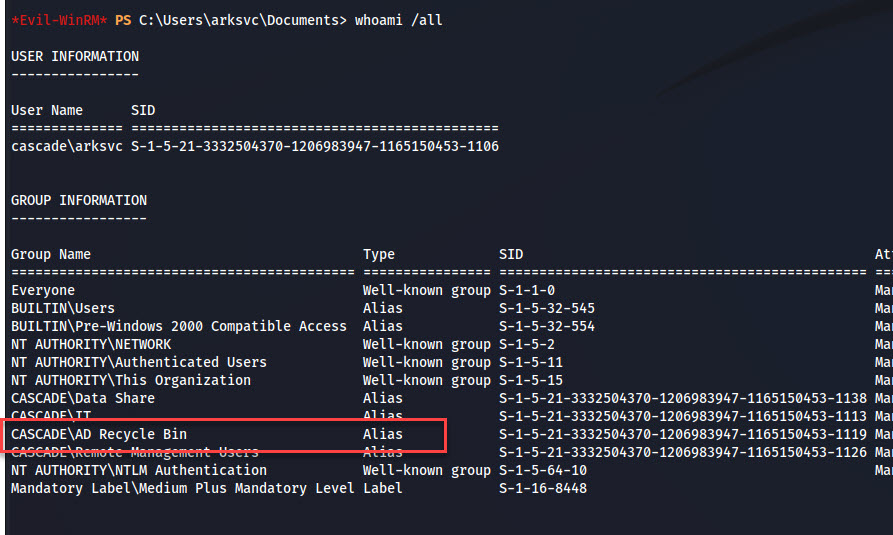 *Evil-WinRM* PS C:\Users\arksvc\Documents> whoami /all
USER INFORMATION
----------------
User Name      SID
============== ==============================================
cascade\arksvc S-1-5-21-3332504370-1206983947-1165150453-1106
GROUP INFORMATION
-----------------
Group Name                                  Type             SID                                            Att
=========================================== ================ ============================================== ===
Everyone                                    Well-known group S-1-1-0                                        Man
BUILTIN\Users                               Alias            S-1-5-32-545                                   Man
BUILTIN\Pre-Windows 2000 Compatible Access  Alias            S-1-5-32-554                                   Man
NT AUTHORITY\NETWORK                        Well-known group S-1-5-2                                        Man
NT AUTHORITY\Authenticated Users            Well-known group S-1-5-11                                       Man
NT AUTHORITY\This Organization              Well-known group S-1-5-15                                       Man
CASCADE\Data Share                          Alias            S-1-5-21-3332504370-1206983947-1165150453-1138 Man
CASCADE\IT                                  Alias            S-1-5-21-3332504370-1206983947-1165150453-1113 Man
CASCADE\AD Recycle Bin                      Alias            S-1-5-21-3332504370-1206983947-1165150453-1119 Man
CASCADE\Remote Management Users             Alias            S-1-5-21-3332504370-1206983947-1165150453-1126 Man
NT AUTHORITY\NTLM Authentication            Well-known group S-1-5-64-10                                    Man
Mandatory Label\Medium Plus Mandatory Level Label            S-1-16-8448